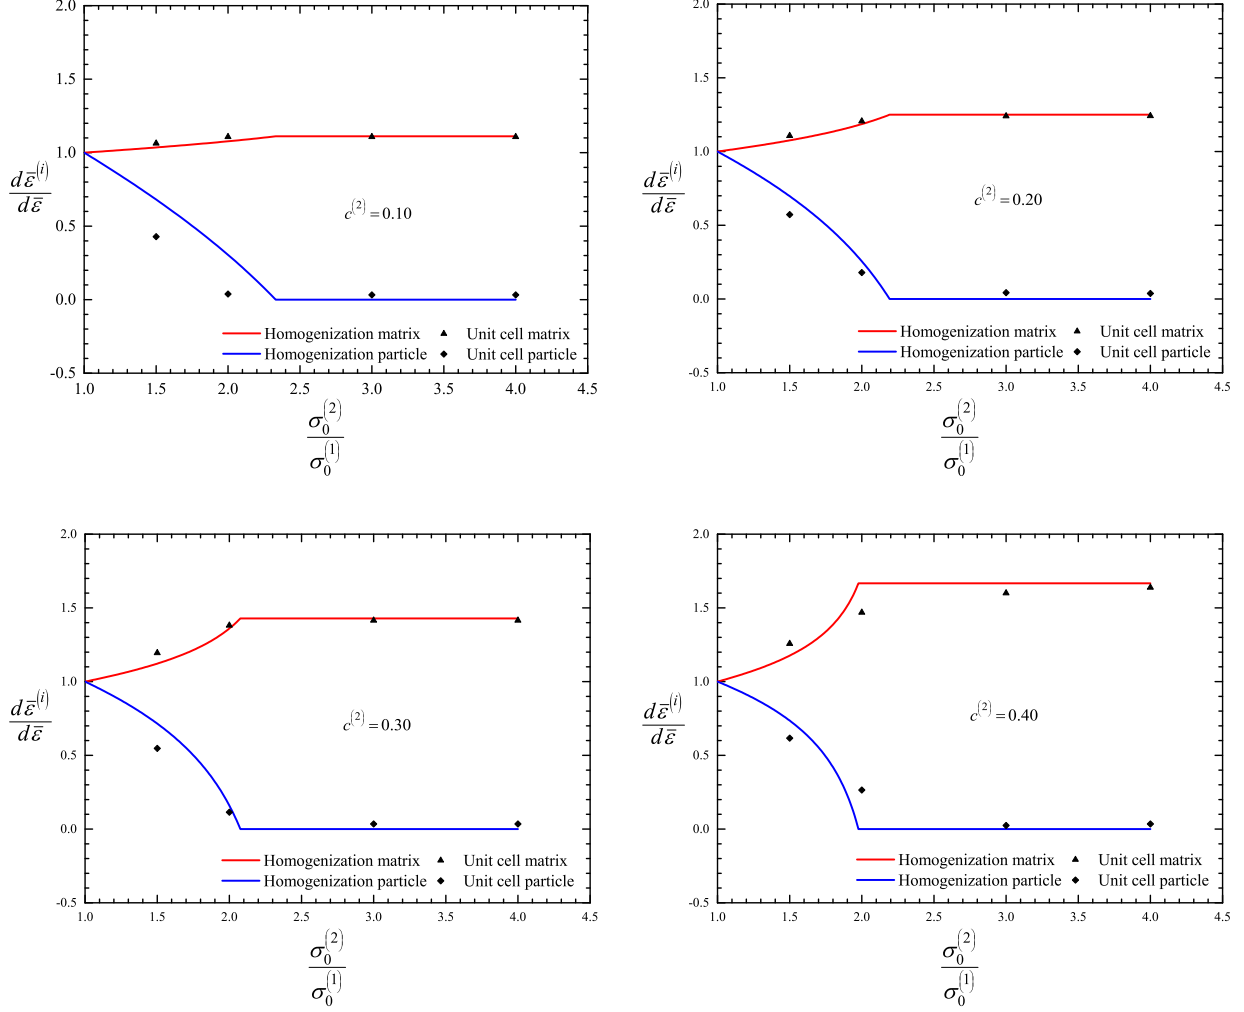 2.0
1.5
1.0
0.5
0.0
-0.5
1.0 1.5 2.0 2.5 3.0 3.5 4.0 4.5
dε̄⁽ⁱ⁾
dε̄
c⁽²⁾=0.10
Homogenization matrix ▲ Unit cell matrix
Homogenization particle ◆ Unit cell particle
σ₀⁽²⁾
σ₀⁽¹⁾
2.0
1.5
1.0
0.5
0.0
-0.5
1.0 1.5 2.0 2.5 3.0 3.5 4.0 4.5
dε̄⁽ⁱ⁾
dε̄
c⁽²⁾=0.20
Homogenization matrix ▲ Unit cell matrix
Homogenization particle ◆ Unit cell particle
σ₀⁽²⁾
σ₀⁽¹⁾
2.0
1.5
1.0
0.5
0.0
-0.5
1.0 1.5 2.0 2.5 3.0 3.5 4.0 4.5
dε̄⁽ⁱ⁾
dε̄
c⁽²⁾=0.30
Homogenization matrix ▲ Unit cell matrix
Homogenization particle ◆ Unit cell particle
σ₀⁽²⁾
σ₀⁽¹⁾
2.0
1.5
1.0
0.5
0.0
-0.5
1.0 1.5 2.0 2.5 3.0 3.5 4.0 4.5
dε̄⁽ⁱ⁾
dε̄
c⁽²⁾=0.40
Homogenization matrix ▲ Unit cell matrix
Homogenization particle ◆ Unit cell particle
σ₀⁽²⁾
σ₀⁽¹⁾